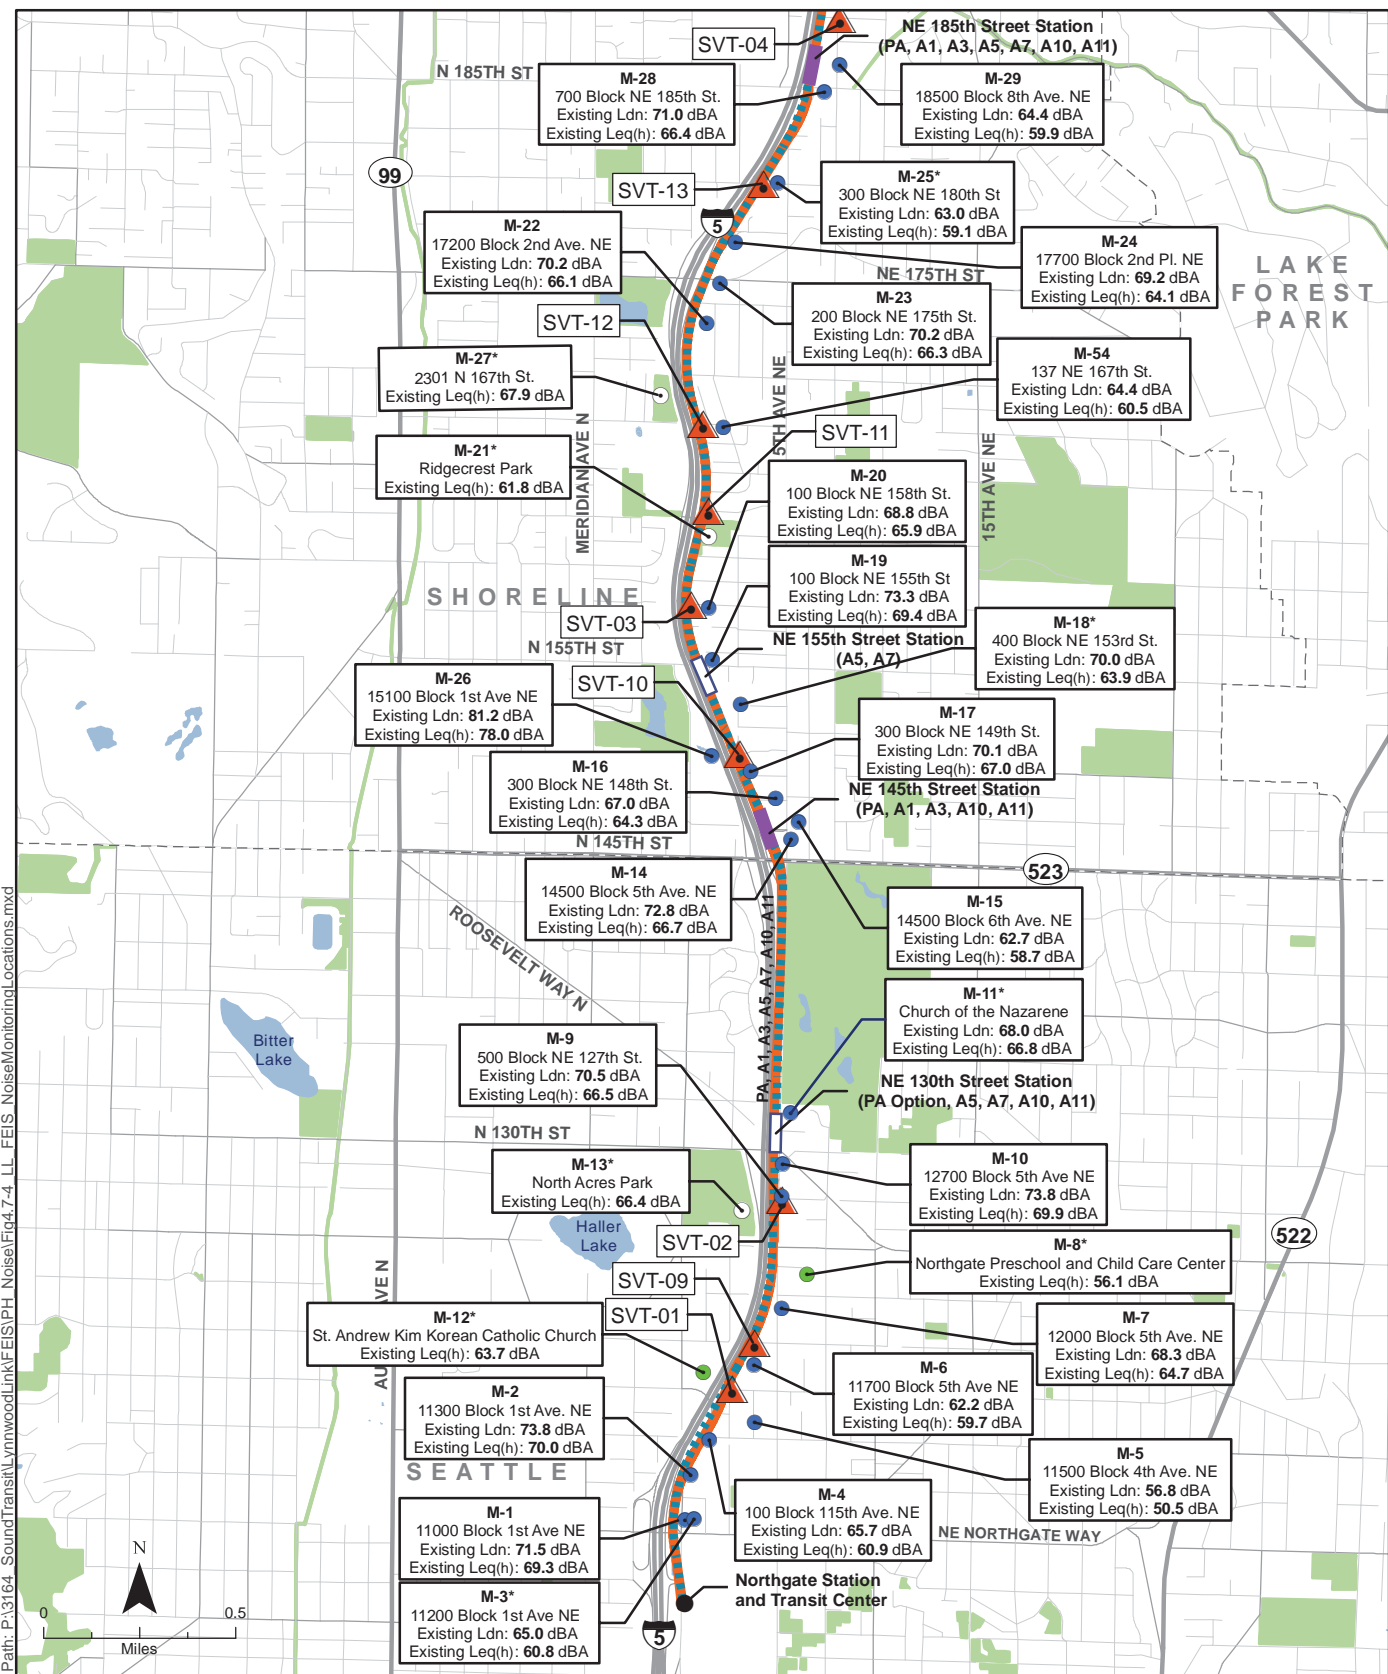 SVT-04
NE 185th Street Station
(PA, A1, A3, A5, A7, A10, A11)
N 185TH ST
M-28
700 Block NE 185th St.
Existing Ldn: 71.0 dBA
Existing Leq(h): 66.4 dBA
M-29
18500 Block 8th Ave. NE
Existing Ldn: 64.4 dBA
Existing Leq(h): 59.9 dBA
99
SVT-13
M-25*
300 Block NE 180th St
Existing Ldn: 63.0 dBA
Existing Leq(h): 59.1 dBA
5
M-22
17200 Block 2nd Ave. NE
Existing Ldn: 70.2 dBA
Existing Leq(h): 66.1 dBA
M-24
17700 Block 2nd Pl. NE
Existing Ldn: 69.2 dBA
Existing Leq(h): 64.1 dBA
NE 175TH ST
LAKE
FOREST
PARK
M-23
200 Block NE 175th St.
Existing Ldn: 70.2 dBA
Existing Leq(h): 66.3 dBA
SVT-12
M-27*
2301 N 167th St.
Existing Leq(h): 67.9 dBA
M-54
137 NE 167th St.
Existing Ldn: 64.4 dBA
Existing Leq(h): 60.5 dBA
5TH AVE NE
SVT-11
MERIDIAN AVE N
M-21*
Ridgecrest Park
Existing Leq(h): 61.8 dBA
M-20
100 Block NE 158th St.
Existing Ldn: 68.8 dBA
Existing Leq(h): 65.9 dBA
15TH AVE NE
M-19
100 Block NE 155th St
Existing Ldn: 73.3 dBA
Existing Leq(h): 69.4 dBA
SHORELINE
SVT-03
N 155TH ST
NE 155th Street Station
(A5, A7)
M-18*
400 Block NE 153rd St.
Existing Ldn: 70.0 dBA
Existing Leq(h): 63.9 dBA
M-26
15100 Block 1st Ave NE
Existing Ldn: 81.2 dBA
Existing Leq(h): 78.0 dBA
SVT-10
M-17
300 Block NE 149th St.
Existing Ldn: 70.1 dBA
Existing Leq(h): 67.0 dBA
M-16
300 Block NE 148th St.
Existing Ldn: 67.0 dBA
Existing Leq(h): 64.3 dBA
NE 145th Street Station
(PA, A1, A3, A10, A11)
N 145TH ST
523
M-14
14500 Block 5th Ave. NE
Existing Ldn: 72.8 dBA
Existing Leq(h): 66.7 dBA
M-15
14500 Block 6th Ave. NE
Existing Ldn: 62.7 dBA
Existing Leq(h): 58.7 dBA
ROOSEVELT WAY N
PA, A1, A3, A5, A7, A10, A11
M-11*
Church of the Nazarene
Existing Ldn: 68.0 dBA
Existing Leq(h): 66.8 dBA
Bitter
Lake
M-9
500 Block NE 127th St.
Existing Ldn: 70.5 dBA
Existing Leq(h): 66.5 dBA
NE 130th Street Station
(PA Option, A5, A7, A10, A11)
N 130TH ST
M-13*
North Acres Park
Existing Leq(h): 66.4 dBA
M-10
12700 Block 5th Ave NE
Existing Ldn: 73.8 dBA
Existing Leq(h): 69.9 dBA
Haller
Lake
SVT-02
522
M-8*
Northgate Preschool and Child Care Center
Existing Leq(h): 56.1 dBA
SVT-09
SVT-01
M-12*
St. Andrew Kim Korean Catholic Church
Existing Leq(h): 63.7 dBA
M-7
12000 Block 5th Ave. NE
Existing Ldn: 68.3 dBA
Existing Leq(h): 64.7 dBA
AU
AVE N
M-6
11700 Block 5th Ave NE
Existing Ldn: 62.2 dBA
Existing Leq(h): 59.7 dBA
M-2
11300 Block 1st Ave. NE
Existing Ldn: 73.8 dBA
Existing Leq(h): 70.0 dBA
M-5
11500 Block 4th Ave. NE
Existing Ldn: 56.8 dBA
Existing Leq(h): 50.5 dBA
SEATTLE
M-4
100 Block 115th Ave. NE
Existing Ldn: 65.7 dBA
Existing Leq(h): 60.9 dBA
M-1
11000 Block 1st Ave NE
Existing Ldn: 71.5 dBA
Existing Leq(h): 69.3 dBA
NE NORTHGATE WAY
M-3*
11200 Block 1st Ave NE
Existing Ldn: 65.0 dBA
Existing Leq(h): 60.8 dBA
Northgate Station
and Transit Center
5
N
0 0.5
Miles
Path: P:\3164_SoundTransit\LynnwoodLink\FEIS\PH_Noise\Fig4.7-4_LL_FEIS_NoiseMonitoringLocations.mxd